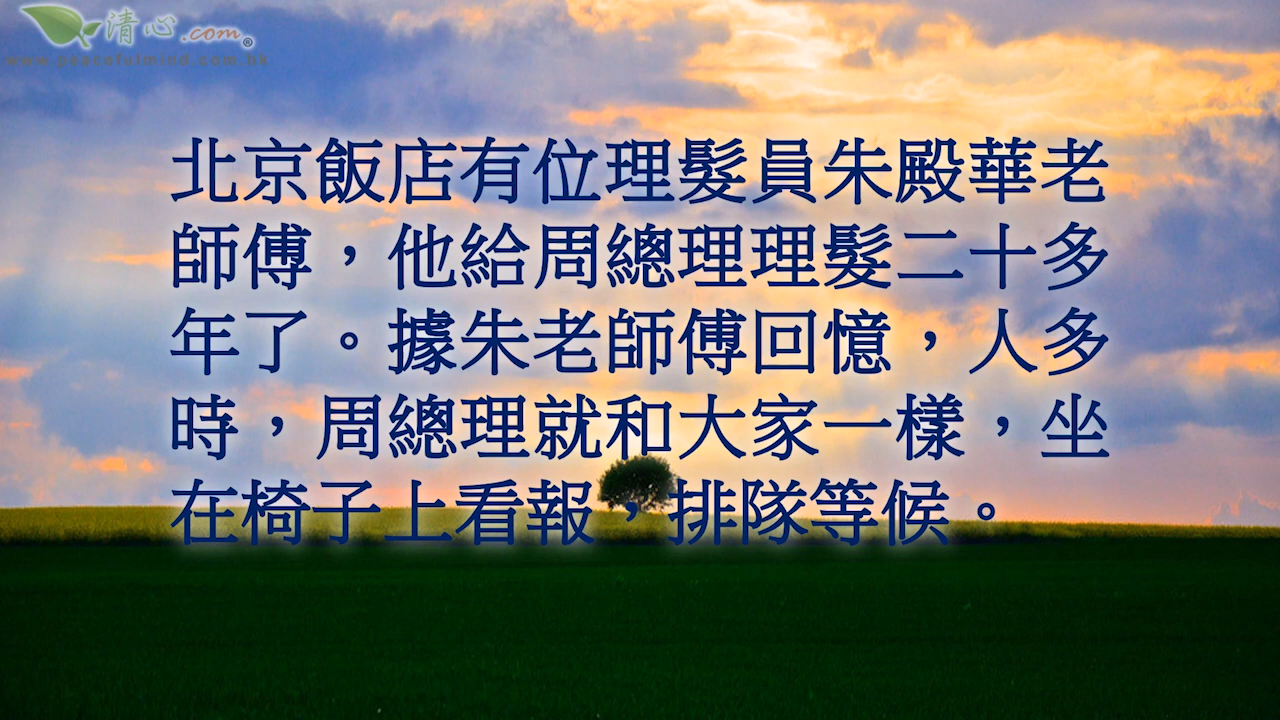 清心.com®
www.peacefulmind.com.hk
北京飯店有位理髮員朱殿華老
師傅，他給周總理理髮二十多
年了。據朱老師傅回憶，人多
時，周總理就和大家一樣，坐
在椅子上看報，排隊等候。